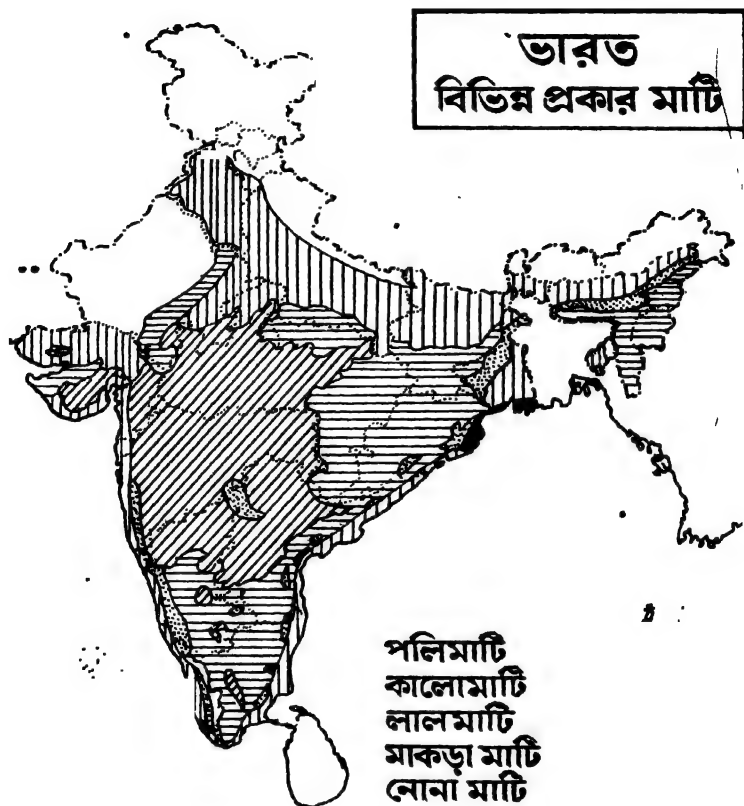 ভারত
বিভিন্ন প্রকার মাটি
পলিমাটি
কালোমাটি
লালমাটি
মাকড়া মাটি
নোনা মাটি